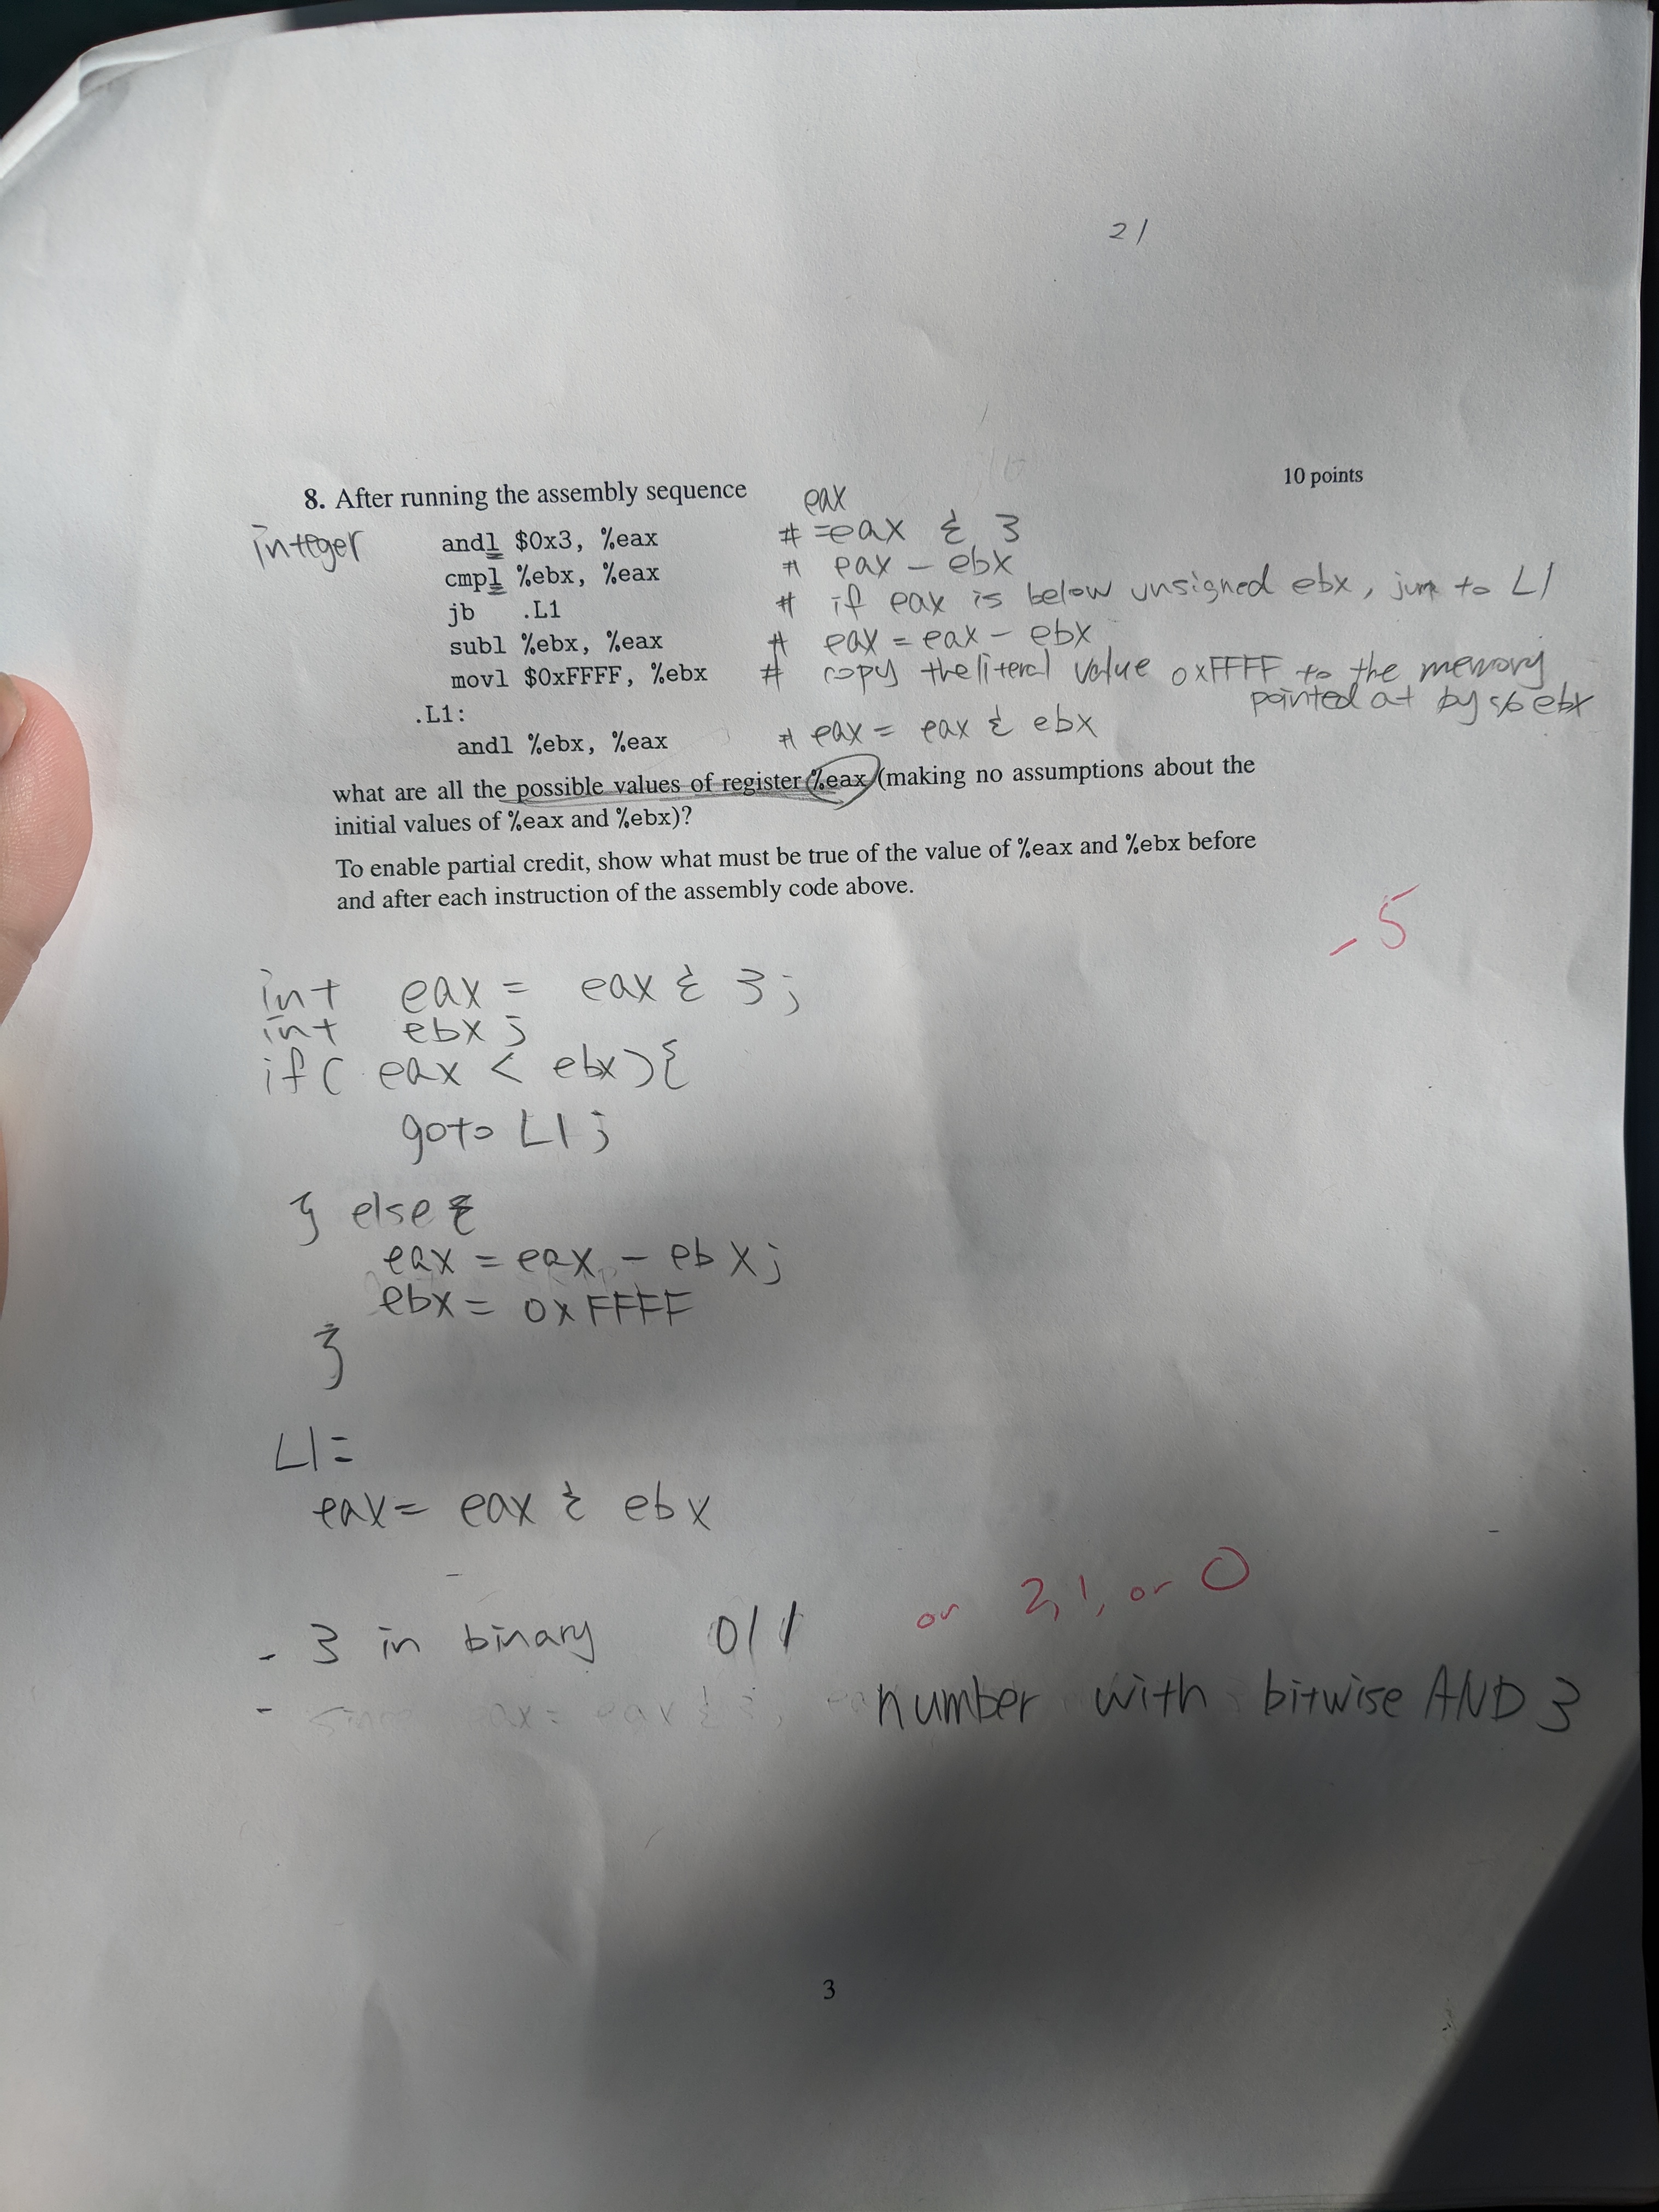 21
10 points
8. After running the assembly sequence eax
integer andl $0x3, %eax # =eax & 3
cmpl %ebx, %eax # eax - ebx
jb .L1 # if eax is below unsigned ebx, jum to L1
subl %ebx, %eax # eax = eax - ebx
movl $0xFFFF, %ebx # copy the literal value 0xFFFF to the memory
pointed at by % ebx
.L1:
andl %ebx, %eax # eax = eax & ebx
what are all the possible values of register %eax (making no assumptions about the
initial values of %eax and %ebx)?
To enable partial credit, show what must be true of the value of %eax and %ebx before
and after each instruction of the assembly code above.
-5
int eax = eax & 3;
int ebx;
if( eax < ebx){
goto L1;
} else {
eax = eax - ebx;
ebx = 0xFFFF
}
L1:
eax = eax & ebx
or 2, 1, or 0
- 3 in binary 011
- since eax = eax & 3, number with bitwise AND 3
3